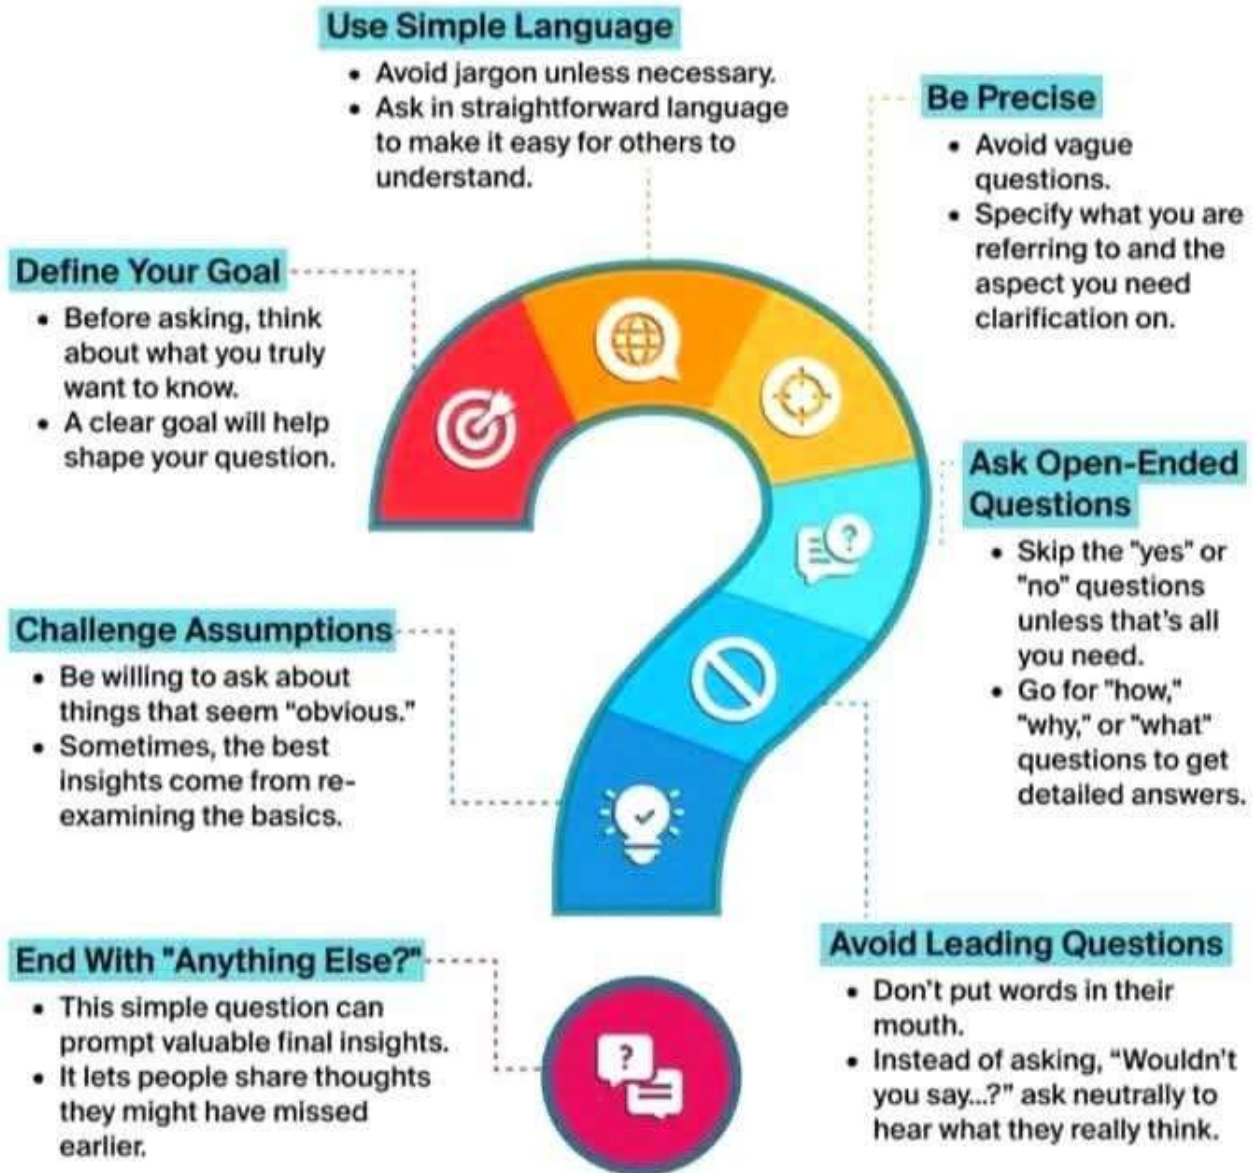 Use Simple Language
• Avoid jargon unless necessary.
• Ask in straightforward language
to make it easy for others to
understand.
Be Precise
• Avoid vague
questions.
• Specify what you are
referring to and the
aspect you need
clarification on.
Define Your Goal
• Before asking, think
about what you truly
want to know.
• A clear goal will help
shape your question.
Ask Open-Ended
Questions
• Skip the "yes" or
"no" questions
unless that's all
you need.
• Go for "how,"
"why," or "what"
questions to get
detailed answers.
Challenge Assumptions
• Be willing to ask about
things that seem “obvious.”
• Sometimes, the best
insights come from re-
examining the basics.
Avoid Leading Questions
• Don't put words in their
mouth.
• Instead of asking, “Wouldn't
you say...?” ask neutrally to
hear what they really think.
End With "Anything Else?"
• This simple question can
prompt valuable final insights.
• It lets people share thoughts
they might have missed
earlier.
?
?